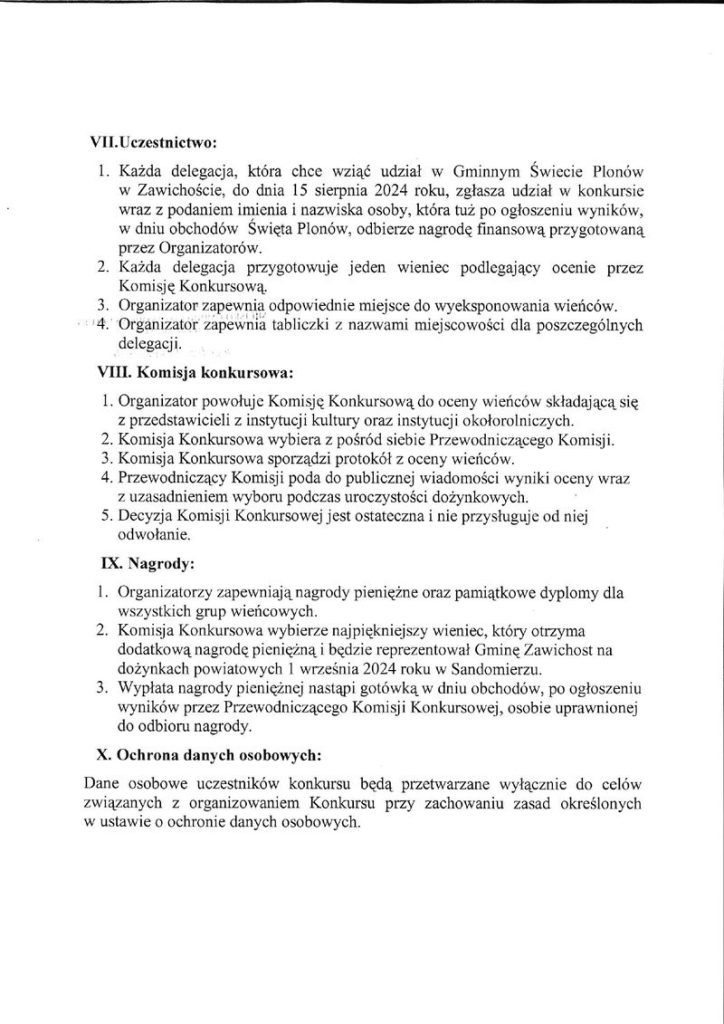 VII.Uczestnictwo:
1. Każda delegacja, która chce wziąć udział w Gminnym Świecie Plonów
w Zawichoście, do dnia 15 sierpnia 2024 roku, zgłasza udział w konkursie
wraz z podaniem imienia i nazwiska osoby, która tuż po ogłoszeniu wyników,
w dniu obchodów Święta Plonów, odbierze nagrodę finansową przygotowaną
przez Organizatorów.
2. Każda delegacja przygotowuje jeden wieniec podlegający ocenie przez
Komisję Konkursową.
3. Organizator zapewnia odpowiednie miejsce do wyeksponowania wieńców.
4. Organizator zapewnia tabliczki z nazwami miejscowości dla poszczególnych
delegacji.
VIII. Komisja konkursowa:
1. Organizator powołuje Komisję Konkursową do oceny wieńców składającą się
z przedstawicieli z instytucji kultury oraz instytucji okołorolniczych.
2. Komisja Konkursowa wybiera z pośród siebie Przewodniczącego Komisji.
3. Komisja Konkursowa sporządzi protokół z oceny wieńców.
4. Przewodniczący Komisji poda do publicznej wiadomości wyniki oceny wraz
z uzasadnieniem wyboru podczas uroczystości dożynkowych.
5. Decyzja Komisji Konkursowej jest ostateczna i nie przysługuje od niej
odwołanie.
IX. Nagrody:
1. Organizatorzy zapewniają nagrody pieniężne oraz pamiątkowe dyplomy dla
wszystkich grup wieńcowych.
2. Komisja Konkursowa wybierze najpiękniejszy wieniec, który otrzyma
dodatkową nagrodę pieniężną i będzie reprezentował Gminę Zawichost na
dożynkach powiatowych 1 września 2024 roku w Sandomierzu.
3. Wypłata nagrody pieniężnej nastąpi gotówką w dniu obchodów, po ogłoszeniu
wyników przez Przewodniczącego Komisji Konkursowej, osobie uprawnionej
do odbioru nagrody.
X. Ochrona danych osobowych:
Dane osobowe uczestników konkursu będą przetwarzane wyłącznie do celów
związanych z organizowaniem Konkursu przy zachowaniu zasad określonych
w ustawie o ochronie danych osobowych.